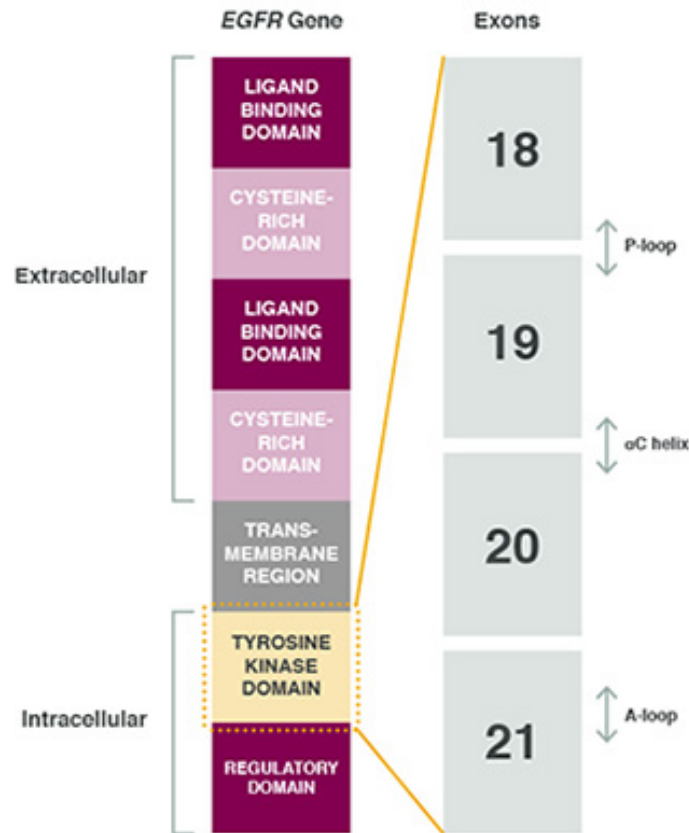 EGFR Gene
Exons
Extracellular
LIGAND
BINDING
DOMAIN
CYSTEINE-
RICH
DOMAIN
LIGAND
BINDING
DOMAIN
CYSTEINE-
RICH
DOMAIN
TRANS-
MEMBRANE
REGION
Intracellular
TYROSINE
KINASE
DOMAIN
REGULATORY
DOMAIN
18
P-loop
19
αC helix
20
21
A-loop